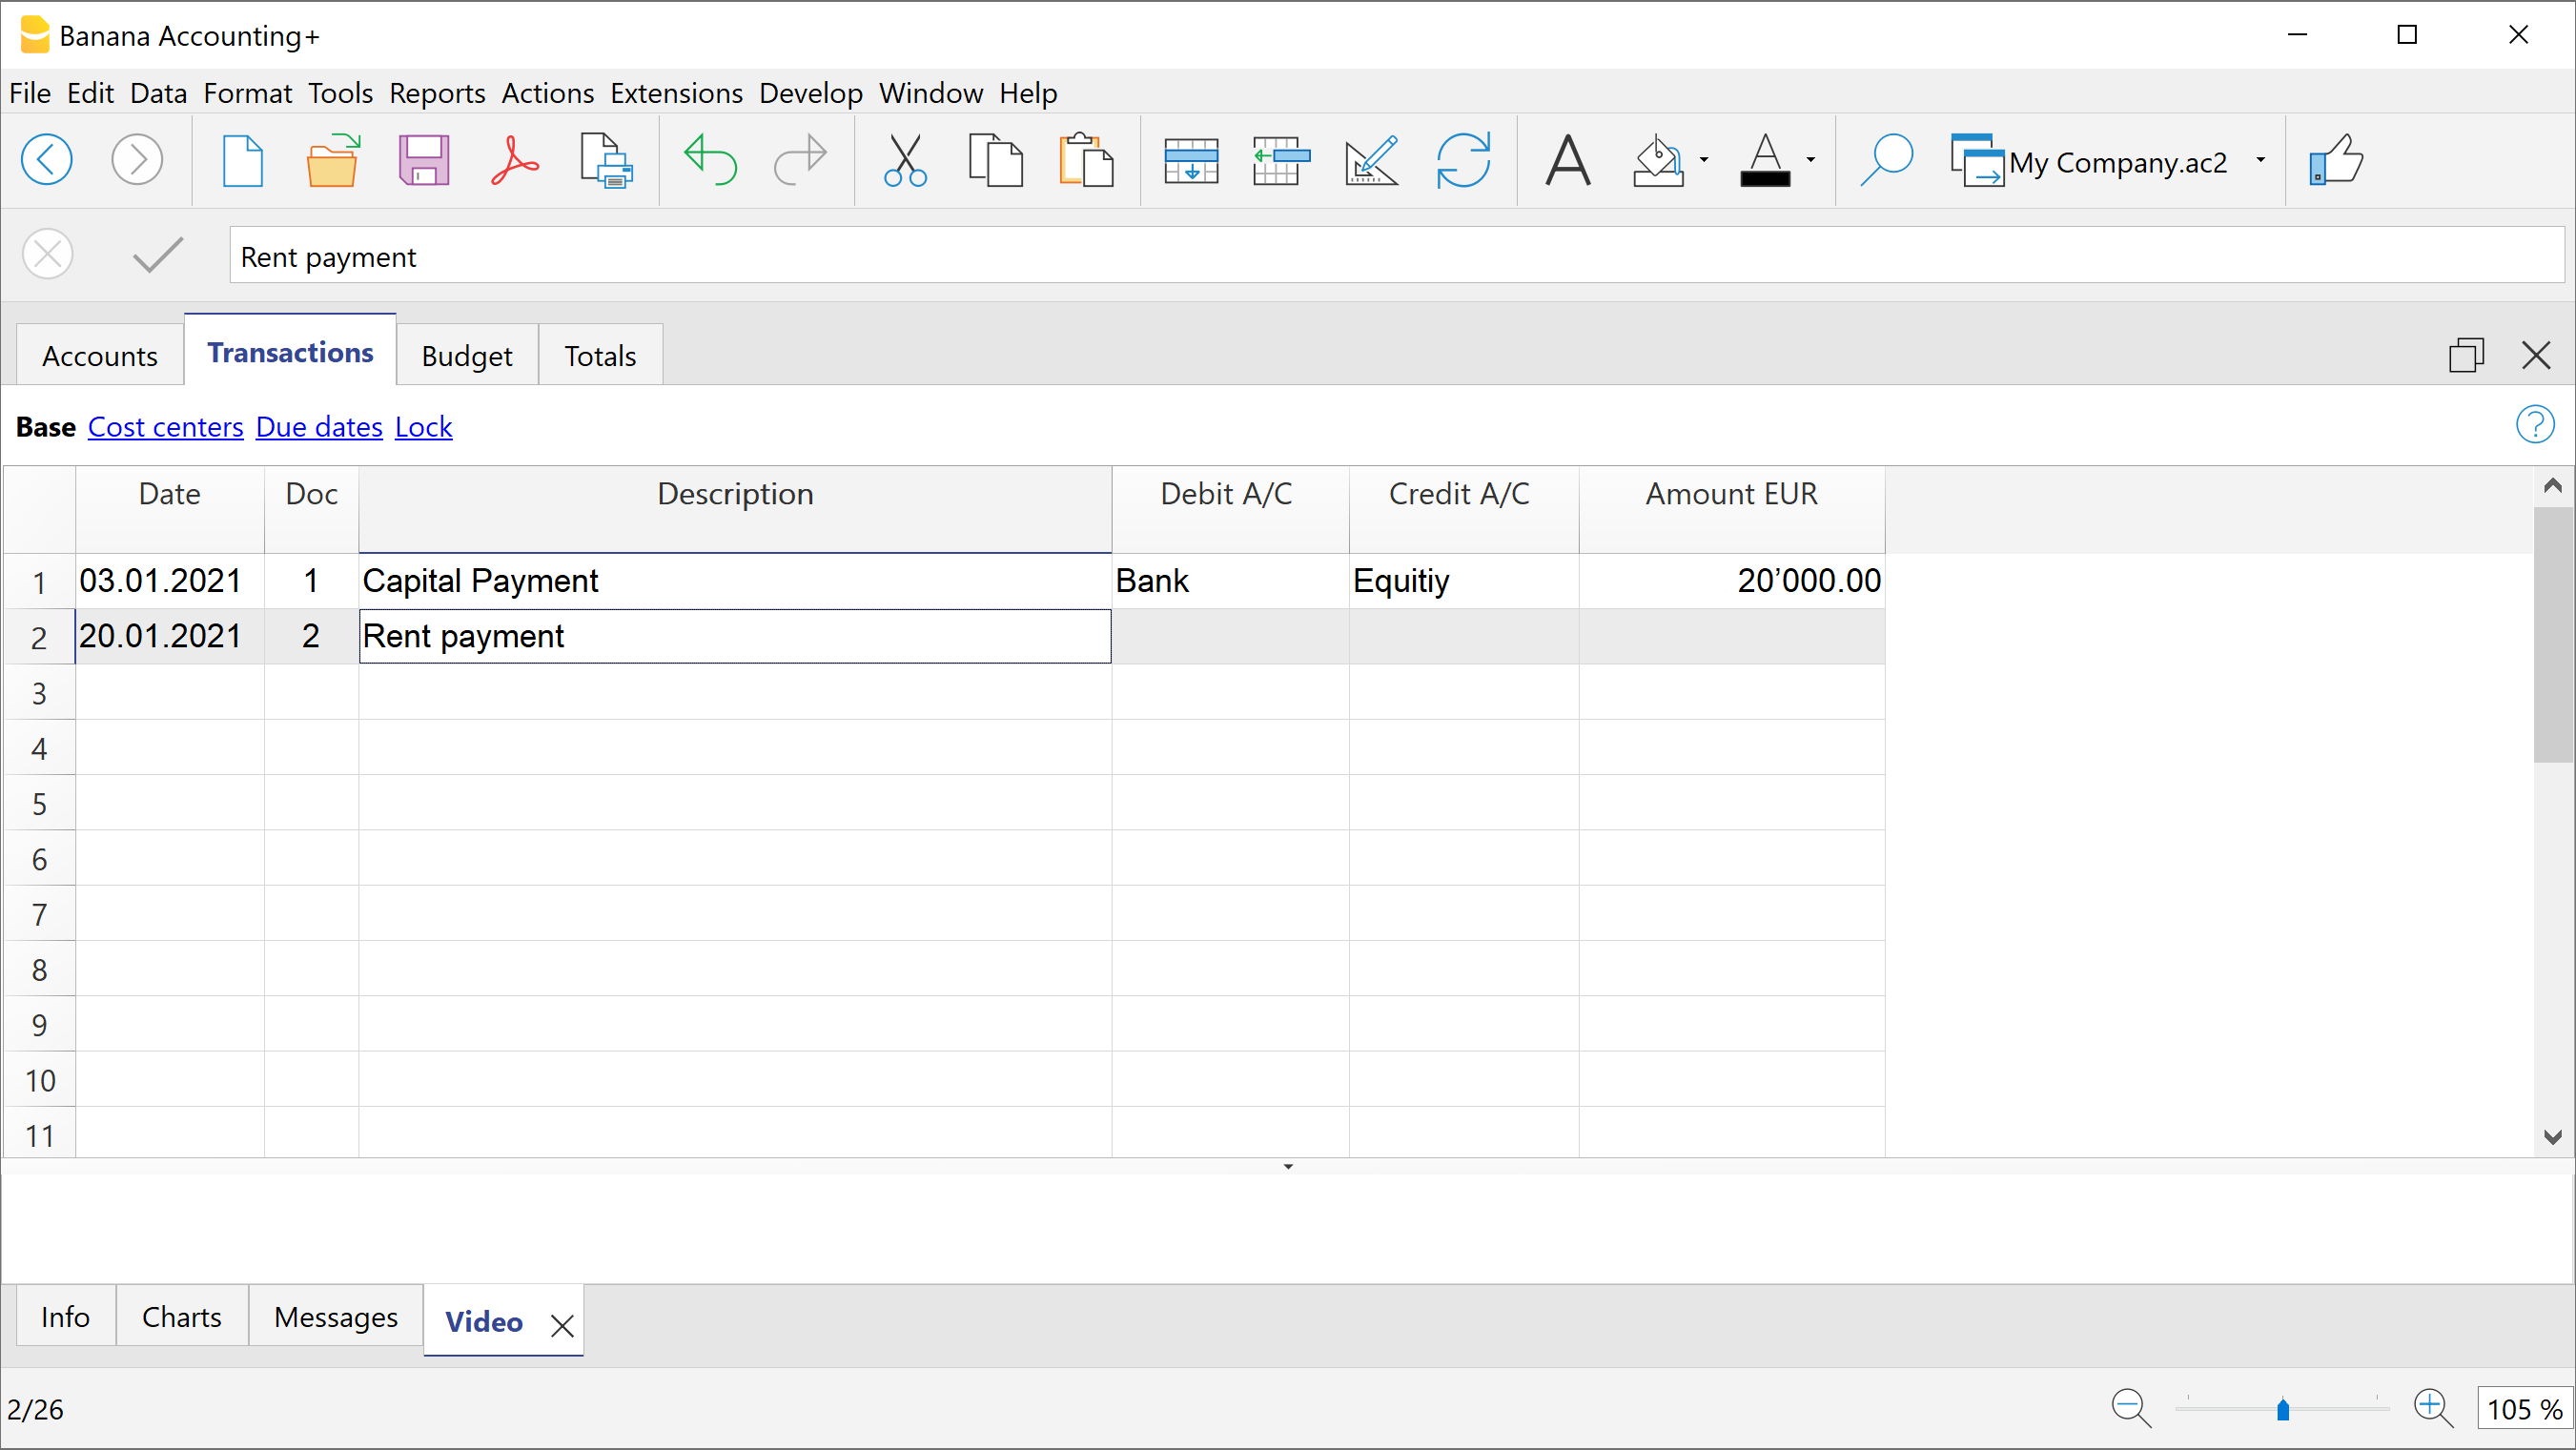 Banana Accounting+
File Edit Data Format Tools Reports Actions Extensions Develop Window Help
My Company.ac2
Rent payment
Accounts Transactions Budget Totals
Base Cost centers Due dates Lock
Date Doc Description Debit A/C Credit A/C Amount EUR
1 03.01.2021 1 Capital Payment Bank Equitiy 20’000.00
2 20.01.2021 2 Rent payment
3
4
5
6
7
8
9
10
11
Info Charts Messages Video
2/26 105 %